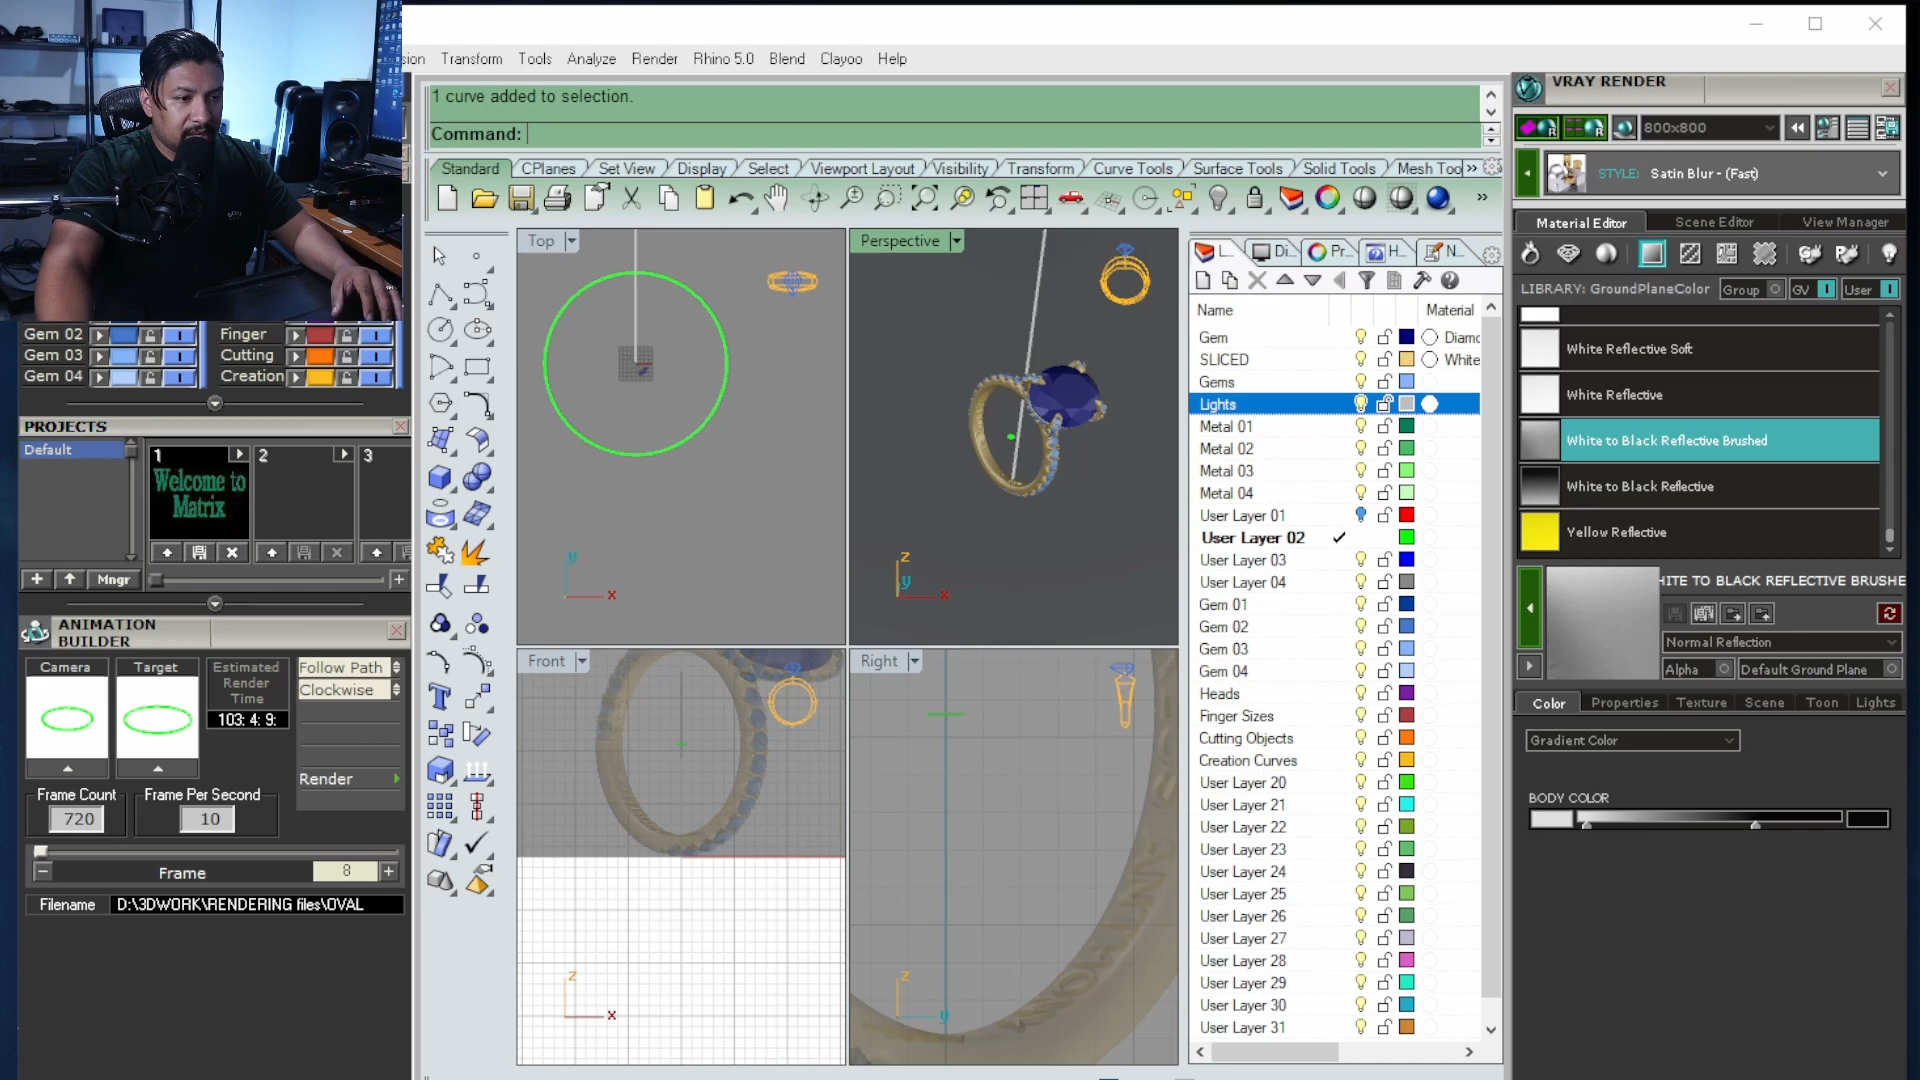 sion Transform Tools Analyze Render Rhino 5.0 Blend Clayoo Help
1 curve added to selection.
Command:
Standard CPlanes Set View Display Select Viewport Layout Visibility Transform Curve Tools Surface Tools Solid Tools Mesh Too
Top
Perspective
Front
Right
y x
z y x
z x
z y
Gem 02
Gem 03
Gem 04
Finger
Cutting
Creation
PROJECTS
Default
1 2 3
Welcome to
Matrix
Mngr
ANIMATION
BUILDER
Camera
Target
Estimated
Render
Time
103: 4: 9:
Follow Path
Clockwise
Render
Frame Count
720
Frame Per Second
10
Frame
8
Filename D:\3DWORK\RENDERING files\OVAL
L... Di... Pr... H... N...
Name Material
Gem Diamc
SLICED White
Gems
Lights
Metal 01
Metal 02
Metal 03
Metal 04
User Layer 01
User Layer 02
User Layer 03
User Layer 04
Gem 01
Gem 02
Gem 03
Gem 04
Heads
Finger Sizes
Cutting Objects
Creation Curves
User Layer 20
User Layer 21
User Layer 22
User Layer 23
User Layer 24
User Layer 25
User Layer 26
User Layer 27
User Layer 28
User Layer 29
User Layer 30
User Layer 31
VRAY RENDER
800x800
STYLE: Satin Blur - (Fast)
Material Editor Scene Editor View Manager
LIBRARY: GroundPlaneColor Group GV User
White Reflective Soft
White Reflective
White to Black Reflective Brushed
White to Black Reflective
Yellow Reflective
HITE TO BLACK REFLECTIVE BRUSHE
Normal Reflection
Alpha Default Ground Plane
Color Properties Texture Scene Toon Lights
Gradient Color
BODY COLOR